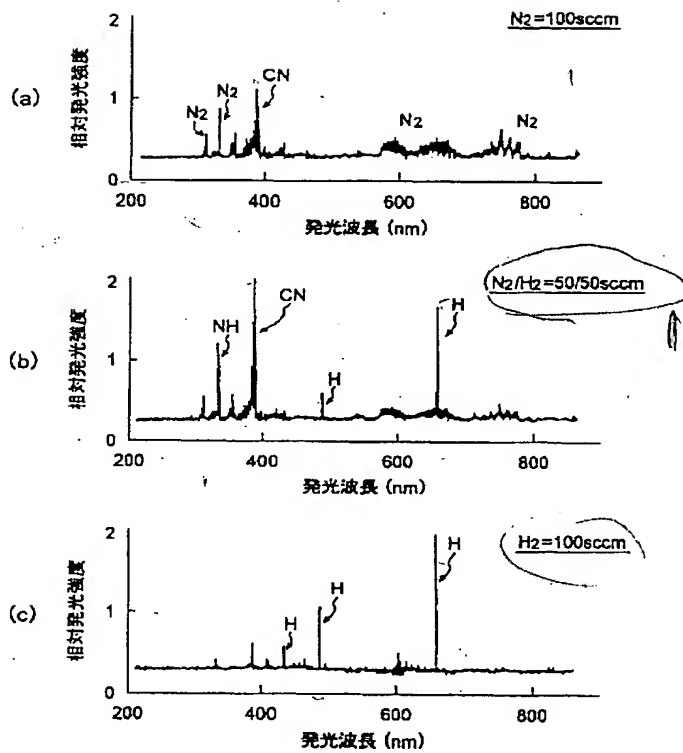 N2=100sccm
(a)
相対発光強度
2
1
0
N2
N2
CN
N2
N2
200
400
600
800
発光波長 (nm)
N2/H2=50/50sccm
(b)
相対発光強度
2
1
0
NH
CN
H
H
200
400
600
800
発光波長 (nm)
H2=100sccm
(c)
相対発光強度
2
1
0
H
H
H
200
400
600
800
発光波長 (nm)